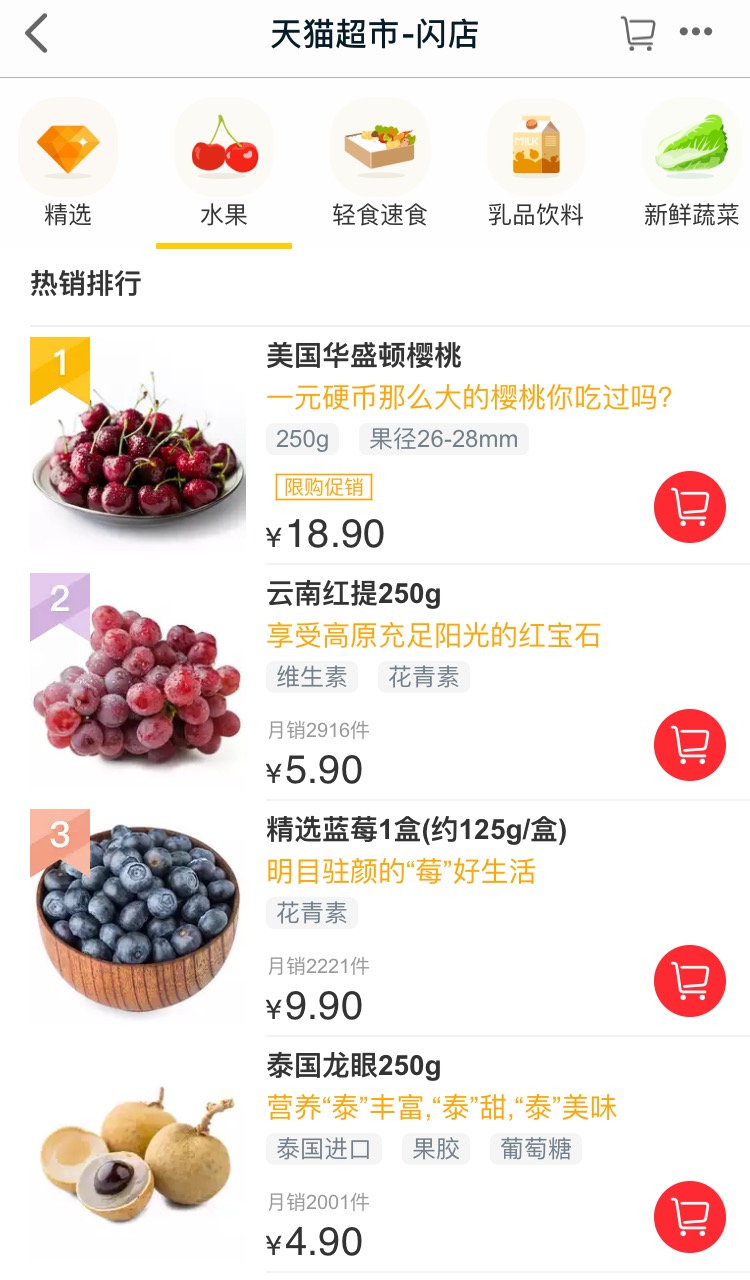 天猫超市-闪店
MILK
精选
水果
轻食速食
乳品饮料
新鲜蔬菜
热销排行
1
美国华盛顿樱桃
一元硬币那么大的樱桃你吃过吗?
250g 果径26-28mm
限购促销
¥18.90
2
云南红提250g
享受高原充足阳光的红宝石
维生素 花青素
月销2916件
¥5.90
3
精选蓝莓1盒(约125g/盒)
明目驻颜的“莓”好生活
花青素
月销2221件
¥9.90
泰国龙眼250g
营养“泰”丰富,“泰”甜,“泰”美味
泰国进口 果胶 葡萄糖
月销2001件
¥4.90